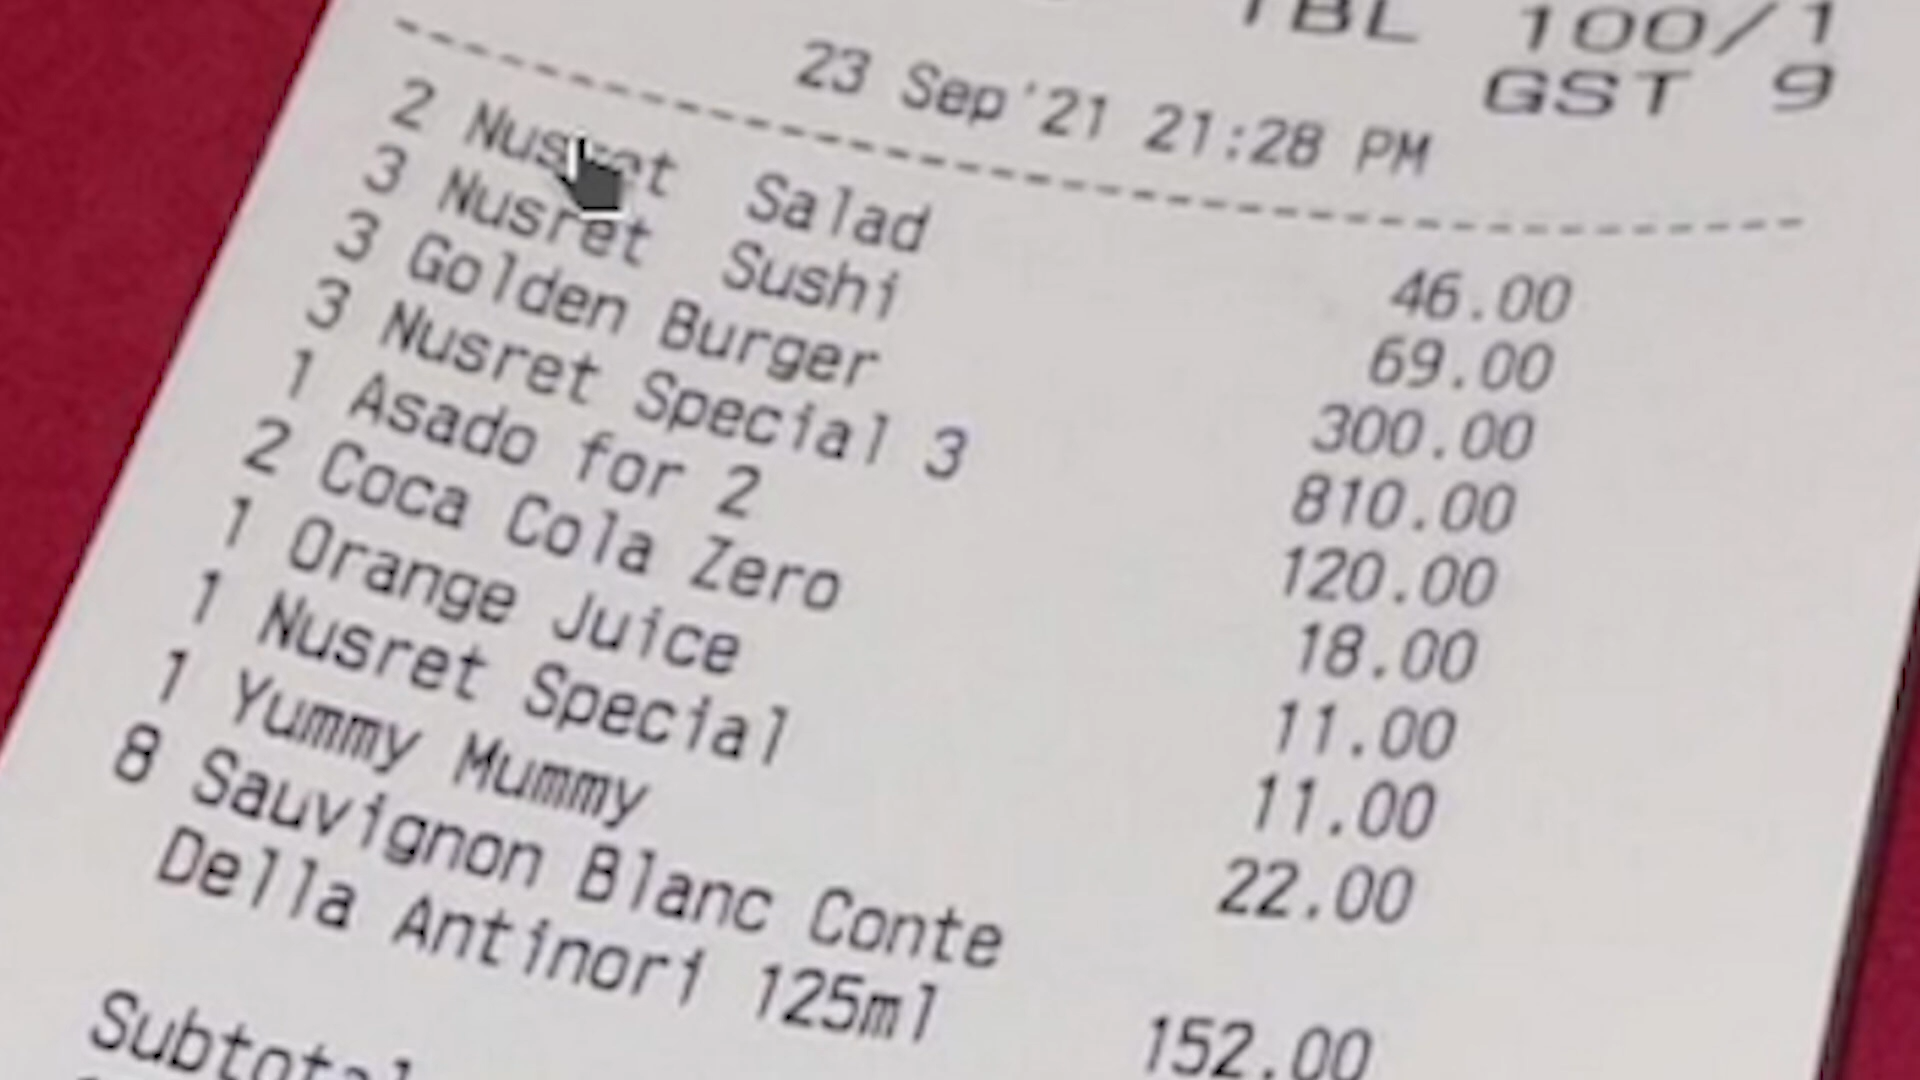 TBL 100/1
GST 9
23 Sep'21 21:28 PM
2 Nusret Salad 46.00
3 Nusret Sushi 69.00
3 Golden Burger 300.00
3 Nusret Special 3 810.00
1 Asado for 2 120.00
2 Coca Cola Zero 18.00
1 Orange Juice 11.00
1 Nusret Special 11.00
1 Yummy Mummy 22.00
8 Sauvignon Blanc Conte
Della Antinori 125ml 152.00
Subtotal